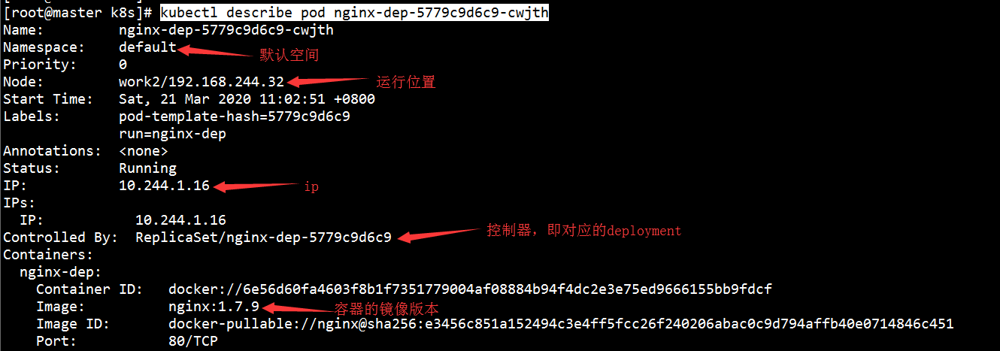 [root@master k8s]# kubectl describe pod nginx-dep-5779c9d6c9-cwjth
Name: nginx-dep-5779c9d6c9-cwjth
Namespace: default 默认空间
Priority: 0
Node: work2/192.168.244.32 运行位置
Start Time: Sat, 21 Mar 2020 11:02:51 +0800
Labels: pod-template-hash=5779c9d6c9
run=nginx-dep
Annotations: <none>
Status: Running
IP: 10.244.1.16 ip
IPs:
IP: 10.244.1.16
Controlled By: ReplicaSet/nginx-dep-5779c9d6c9 控制器，即对应的deployment
Containers:
nginx-dep:
Container ID: docker://6e56d60fa4603f8b1f7351779004af08884b94f4dc2e3e75ed9666155bb9fdcf
Image: nginx:1.7.9 容器的镜像版本
Image ID: docker-pullable://nginx@sha256:e3456c851a152494c3e4ff5fcc26f240206abac0c9d794affb40e0714846c451
Port: 80/TCP